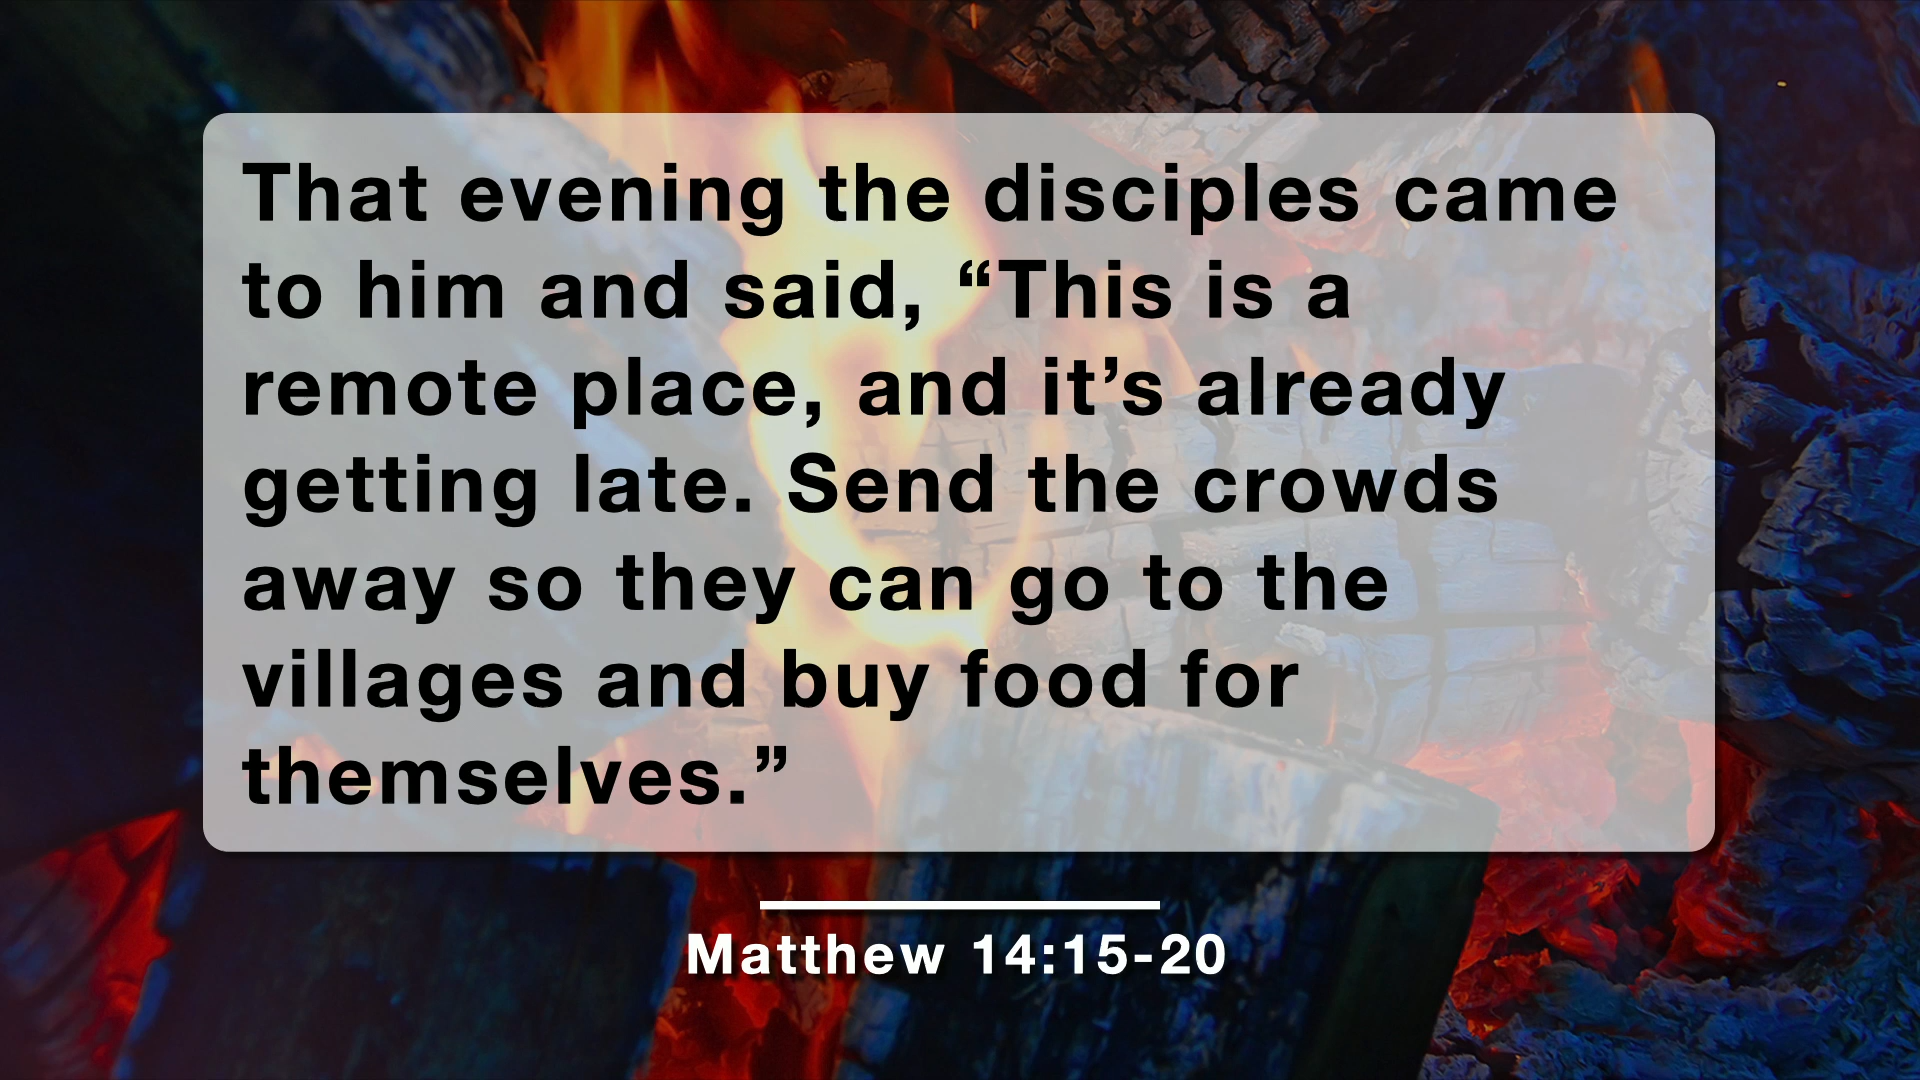 That evening the disciples came
to him and said, “This is a
remote place, and it’s already
getting late. Send the crowds
away so they can go to the
villages and buy food for
themselves.”
Matthew 14:15-20